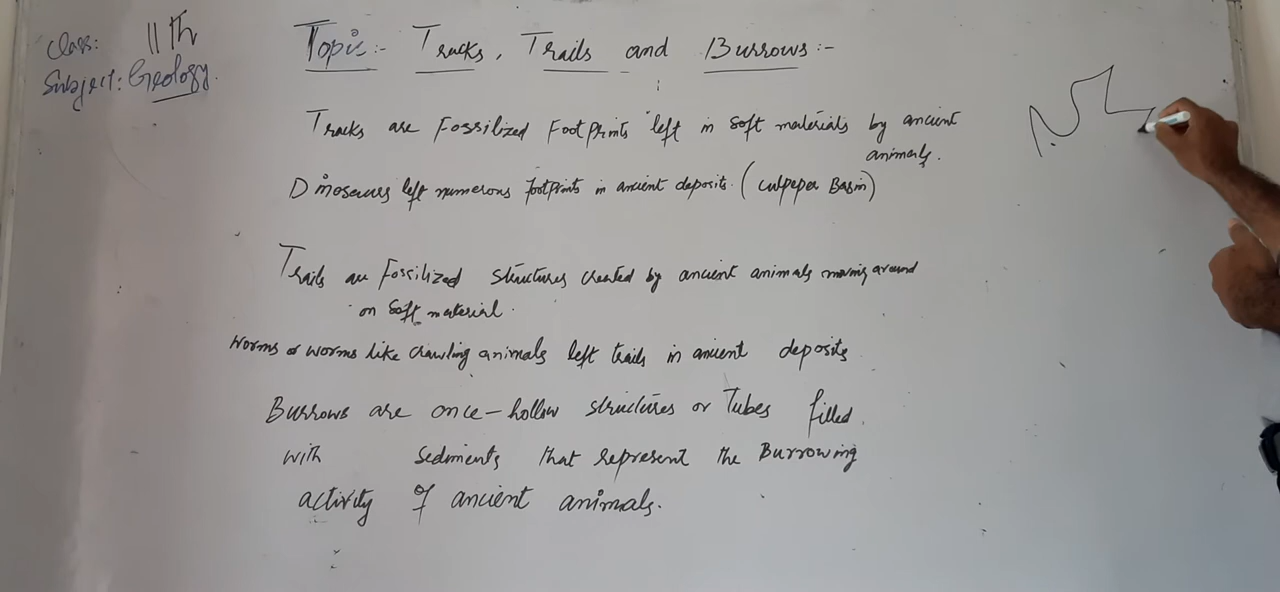 Class: 11th
Subject: Geology.
Topic:- Tracks, Trails and Burrows:-
Tracks are Fossilized Footprints left in soft materials by ancient
animals.
Dinosaurs left numerous footprints in ancient deposits. (Culpeper Basin)
Trails are Fossilized structures created by ancient animals moving around
on soft material.
Worms or worms like crawling animals left trails in ancient deposits
Burrows are once-hollow structures or Tubes filled
with sediments that represent the Burrowing
activity of ancient animals.